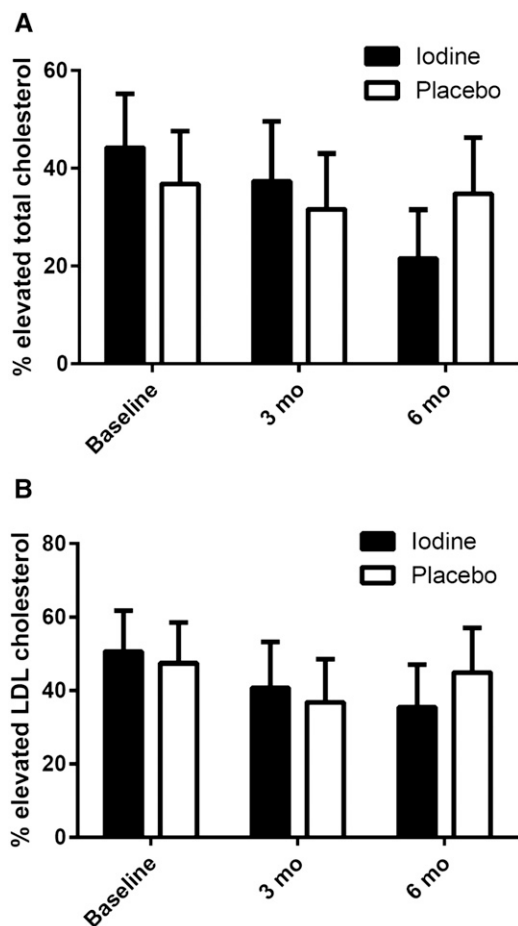 A
Iodine
Placebo
% elevated total cholesterol
60
40
20
0
Baseline
3 mo
6 mo
B
Iodine
Placebo
% elevated LDL cholesterol
80
60
40
20
0
Baseline
3 mo
6 mo